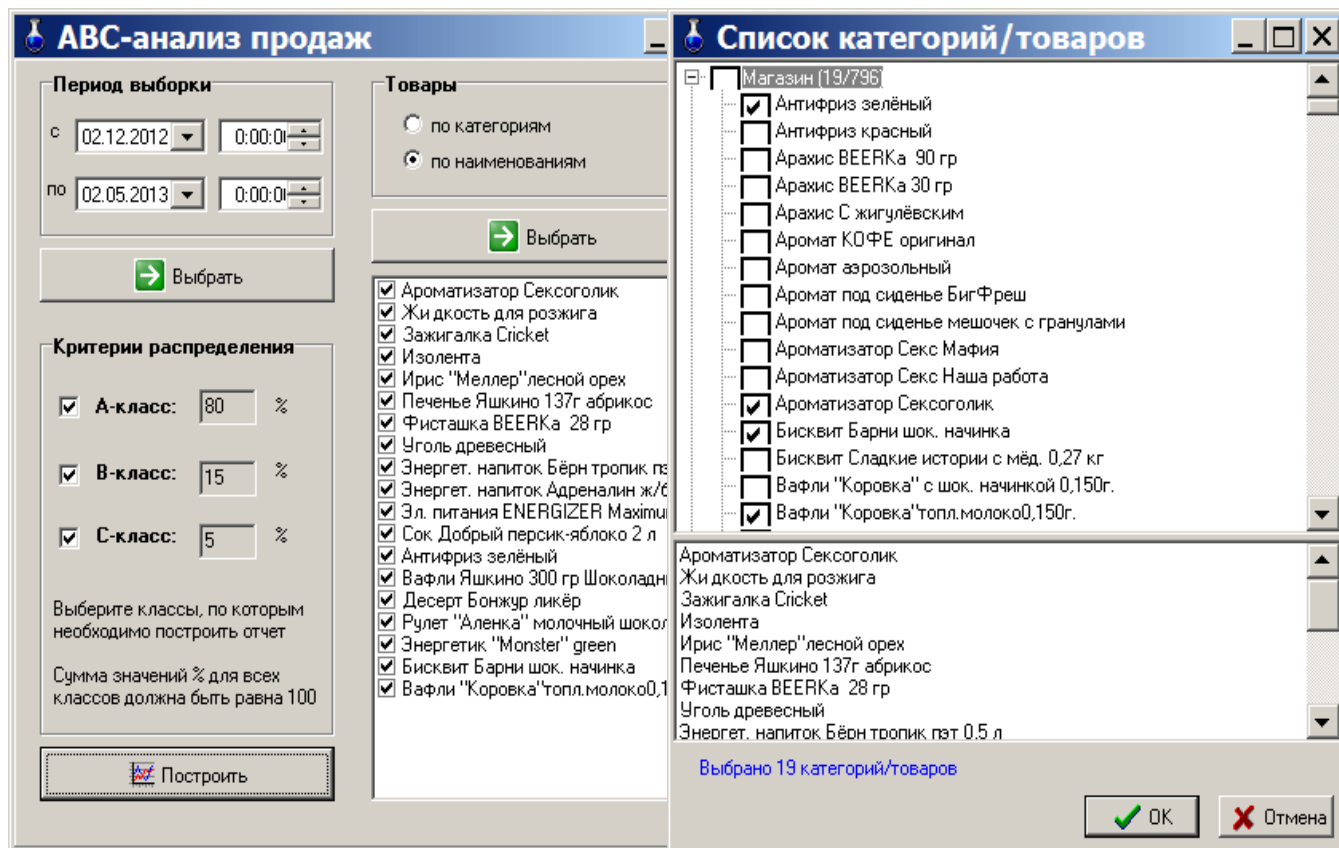 ABC-анализ продаж
Период выборки
с 02.12.2012 0:00:0
по 02.05.2013 0:00:0
Выбрать
Критерии распределения
А-класс: 80 %
В-класс: 15 %
С-класс: 5 %
Выберите классы, по которым
необходимо построить отчет
Сумма значений % для всех
классов должна быть равна 100
Построить
Товары
по категориям
по наименованиям
Выбрать
Ароматизатор Сексоголик
Жи дкость для розжига
Зажигалка Cricket
Изолента
Ирис "Меллер"лесной орех
Печенье Яшкино 137г абрикос
Фисташка BEERКа 28 гр
Уголь древесный
Энергет. напиток Бёрн тропик пэ
Энергет. напиток Адреналин ж/б
Эл. питания ENERGIZER Maximu
Сок Добрый персик-яблоко 2 л
Антифриз зелёный
Вафли Яшкино 300 гр Шоколадн
Десерт Бонжур ликёр
Рулет "Аленка" молочный шокол
Энергетик "Monster" green
Бисквит Барни шок. начинка
Вафли "Коровка"топл.молоко0,1
Список категорий/товаров
Магазин (19/796)
Антифриз зелёный
Антифриз красный
Арахис BEERКа 90 гр
Арахис BEERКа 30 гр
Арахис С жигулёвским
Аромат КОФЕ оригинал
Аромат аэрозольный
Аромат под сиденье БигФреш
Аромат под сиденье мешочек с гранулами
Ароматизатор Секс Мафия
Ароматизатор Секс Наша работа
Ароматизатор Сексоголик
Бисквит Барни шок. начинка
Бисквит Сладкие истории с мёд. 0,27 кг
Вафли "Коровка" с шок. начинкой 0,150г.
Вафли "Коровка"топл.молоко0,150г.
Ароматизатор Сексоголик
Жи дкость для розжига
Зажигалка Cricket
Изолента
Ирис "Меллер"лесной орех
Печенье Яшкино 137г абрикос
Фисташка BEERКа 28 гр
Уголь древесный
Энергет. напиток Бёрн тропик пэт 0.5 л
Выбрано 19 категорий/товаров
OK
Отмена